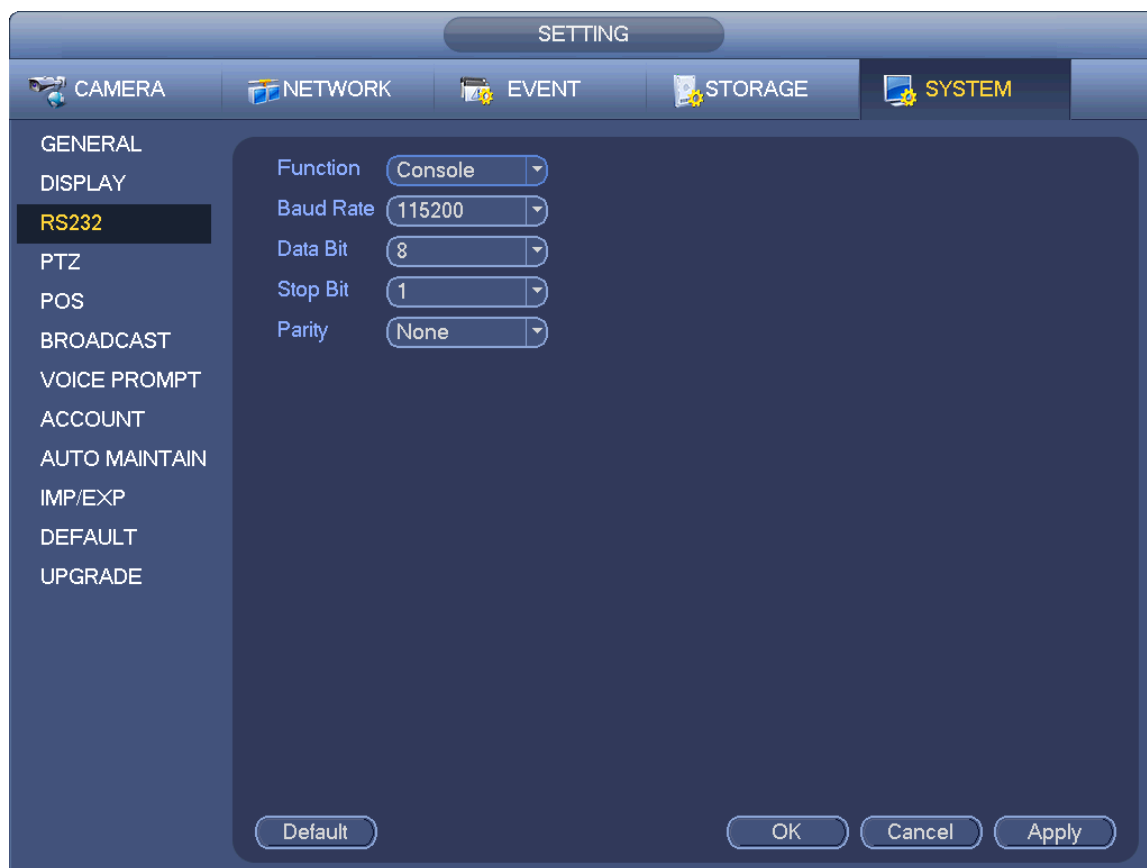 SETTING
CAMERA NETWORK EVENT STORAGE SYSTEM
GENERAL
DISPLAY
RS232
PTZ
POS
BROADCAST
VOICE PROMPT
ACCOUNT
AUTO MAINTAIN
IMP/EXP
DEFAULT
UPGRADE
Function Console
Baud Rate 115200
Data Bit 8
Stop Bit 1
Parity None
Default OK Cancel Apply